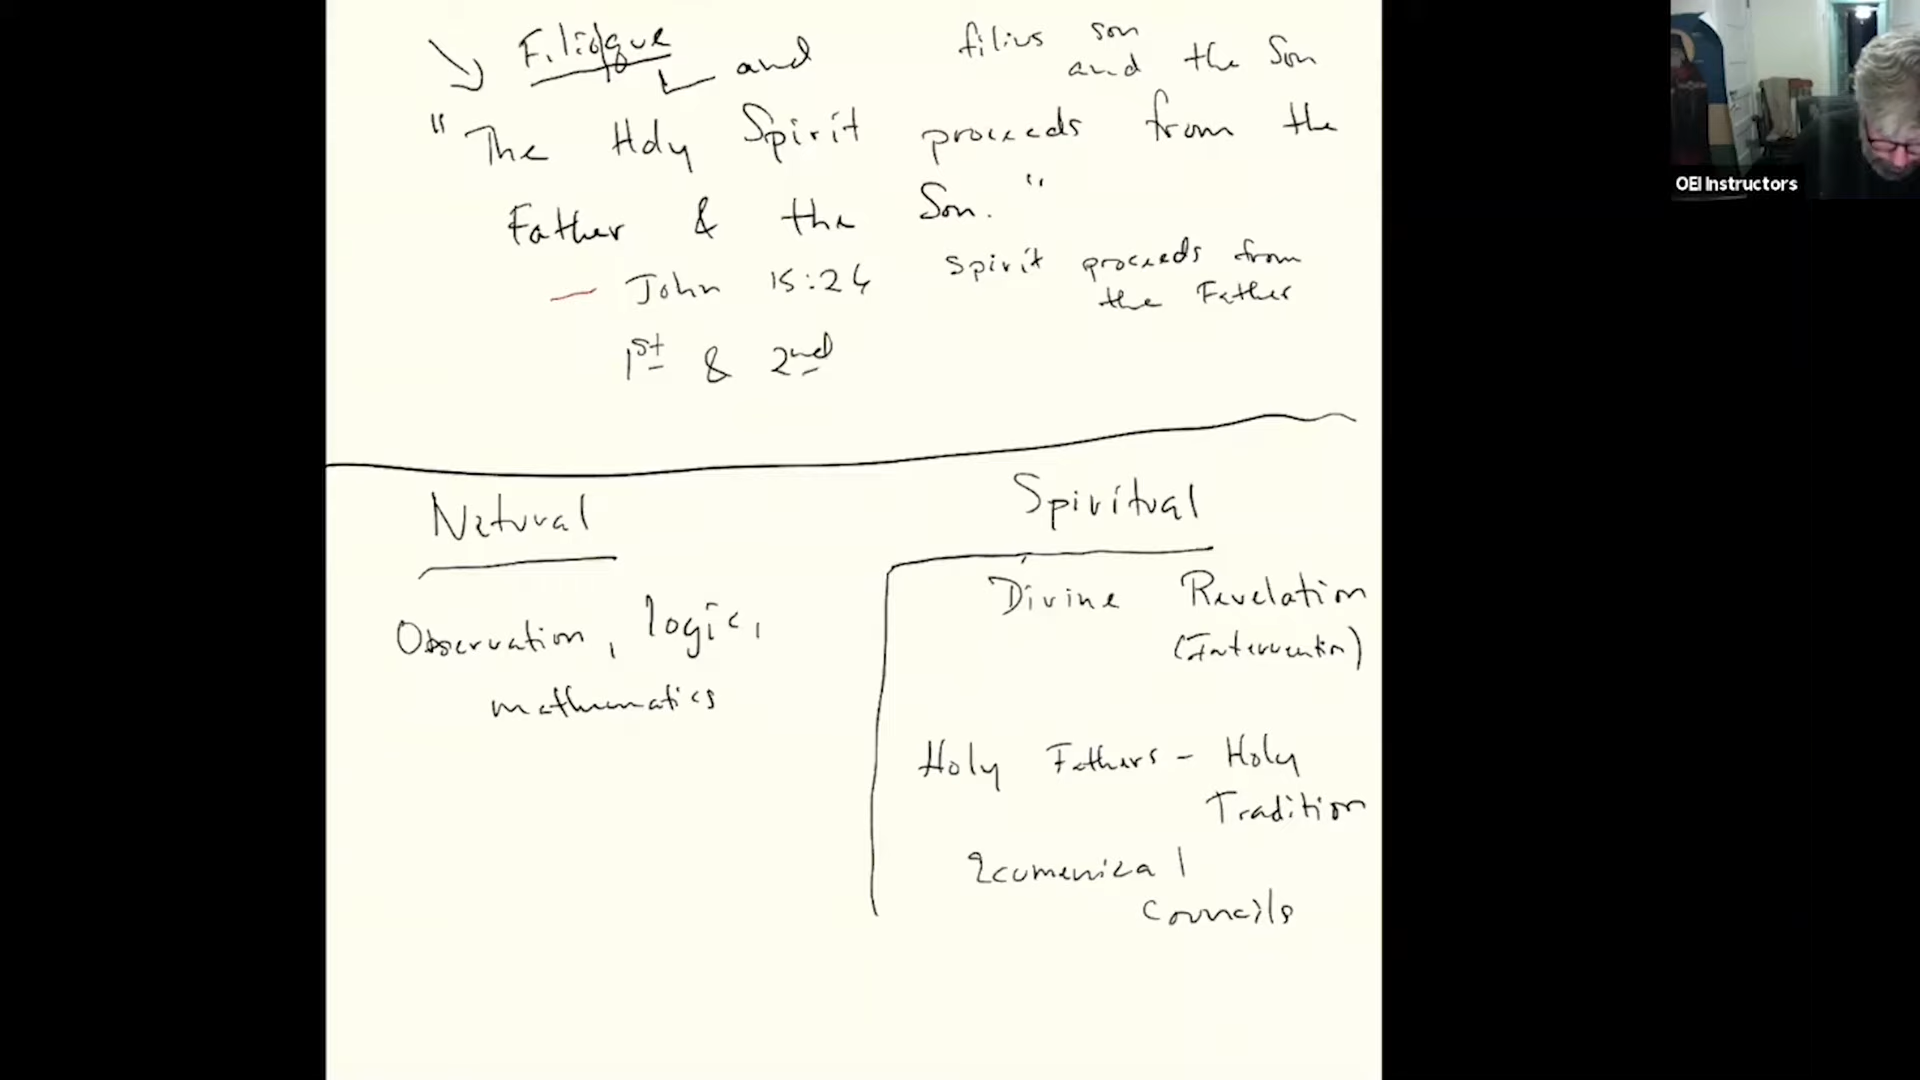 Filioque and filius son
and the Son
"The Holy Spirit proceeds from the
Father & the Son."
- John 15:26 spirit proceeds from
the Father
1st & 2nd
Natural
Spiritual
Observation, logic,
mathematics
Divine Revelation
(Intervention)
Holy Fathers - Holy
Tradition
Ecumenical
Councils
OEI Instructors